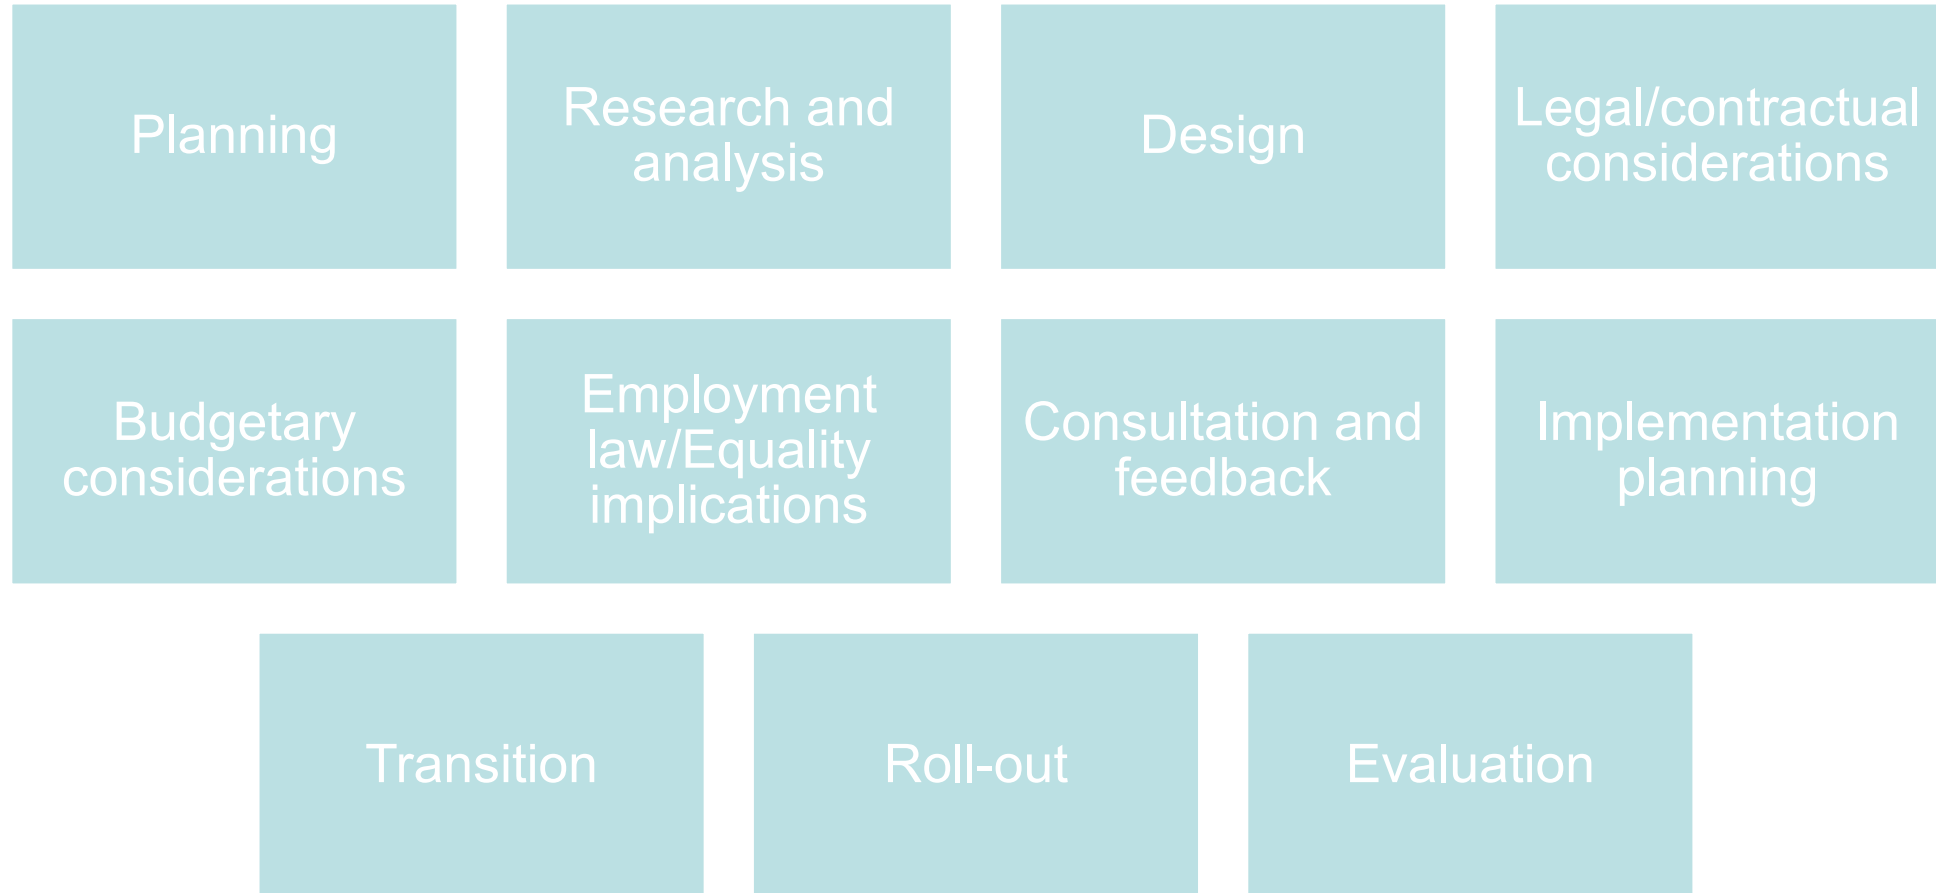 Planning
Research and
analysis
Design
Legal/contractual
considerations
Budgetary
considerations
Employment
law/Equality
implications
Consultation and
feedback
Implementation
planning
Transition
Roll-out
Evaluation